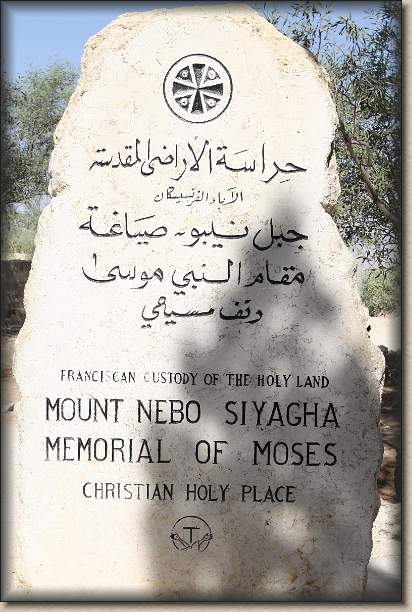 حراسة الاراضي المقدسة
الآباء الفرنسيسكان
جبل نيبو صياغة
مقام النبي موسى
وقف مسيحي
FRANCISCAN CUSTODY OF THE HOLY LAND
MOUNT NEBO SIYAGHA
MEMORIAL OF MOSES
CHRISTIAN HOLY PLACE